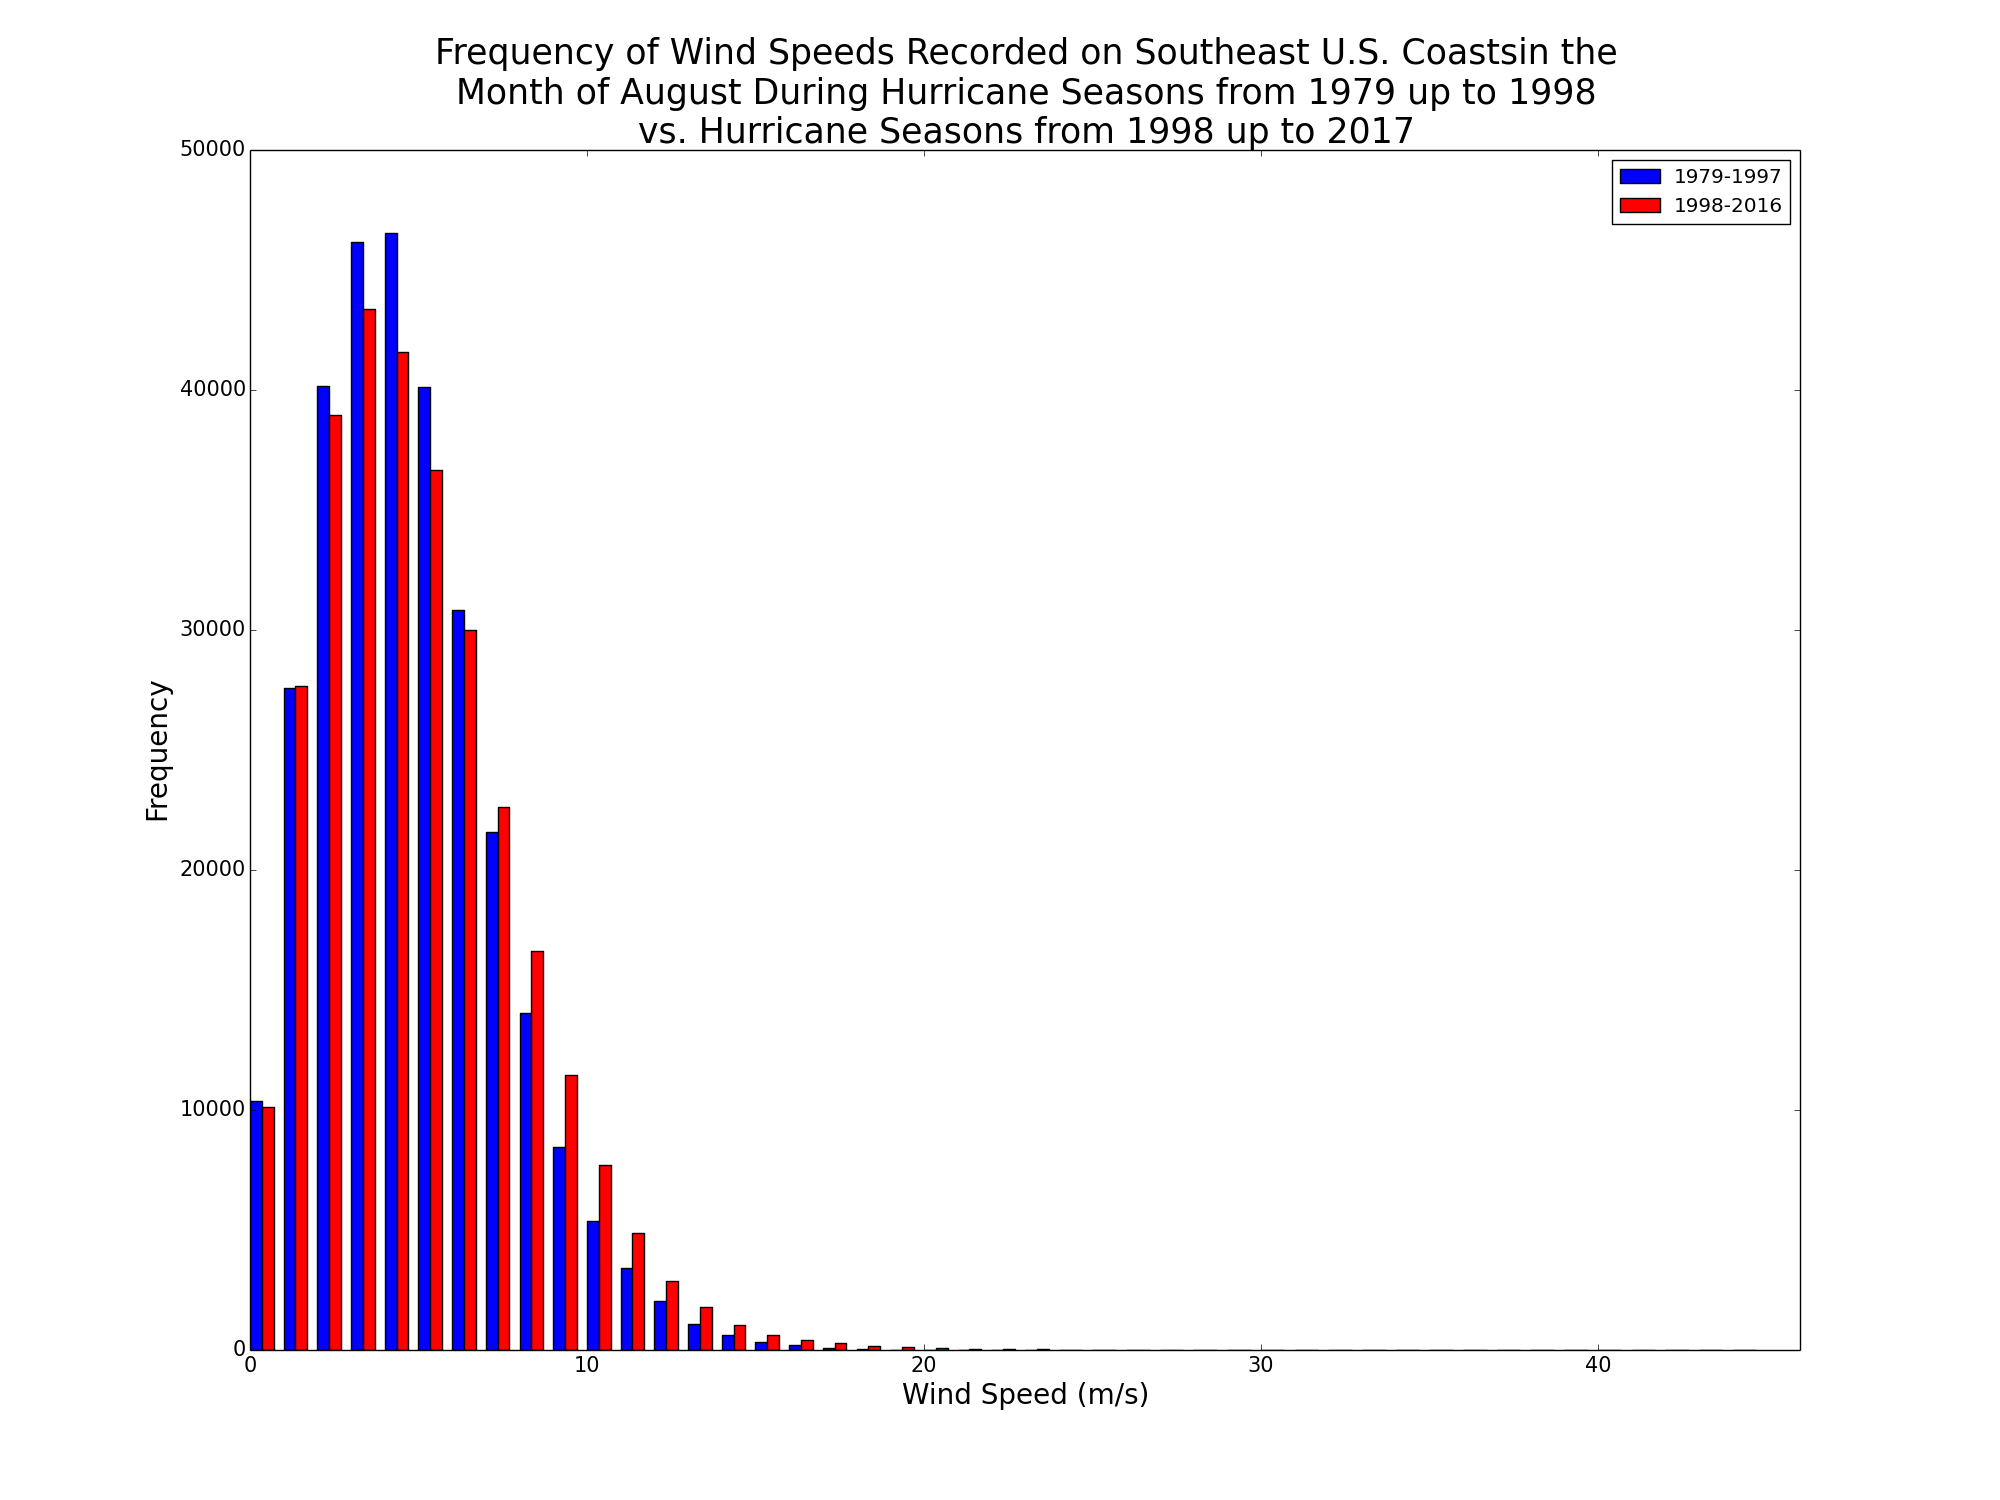 Frequency of Wind Speeds Recorded on Southeast U.S. Coastsin the
Month of August During Hurricane Seasons from 1979 up to 1998
vs. Hurricane Seasons from 1998 up to 2017
1979-1997
1998-2016
50000
40000
30000
20000
10000
0
Frequency
0 10 20 30 40
Wind Speed (m/s)